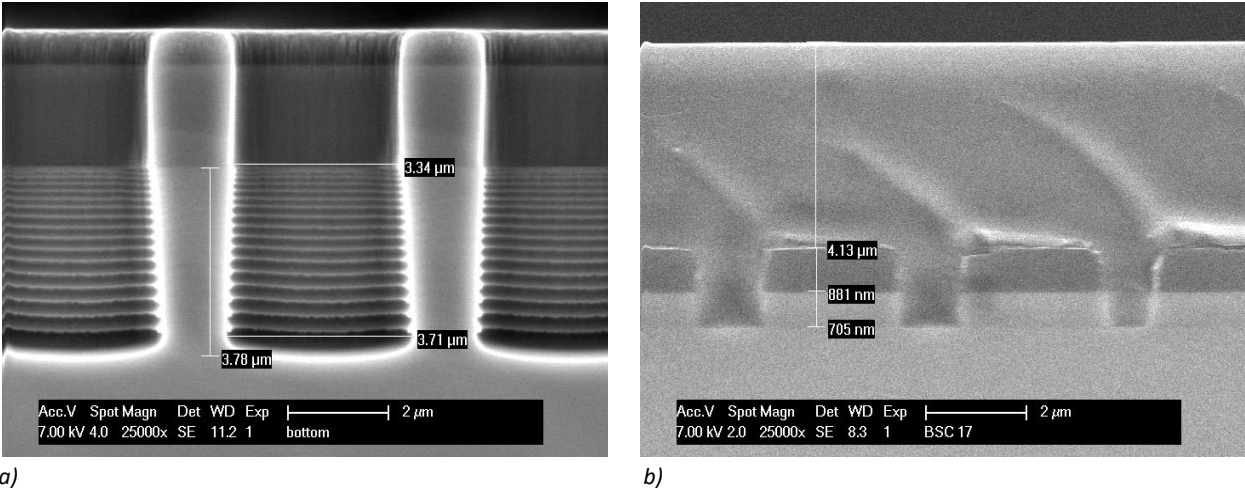 3.34 µm
3.71 µm
3.78 µm
Acc.V Spot Magn Det WD Exp 2 µm
7.00 kV 4.0 25000x SE 11.2 1 bottom
4.13 µm
881 nm
705 nm
Acc.V Spot Magn Det WD Exp 2 µm
7.00 kV 2.0 25000x SE 8.3 1 BSC 17
a)
b)